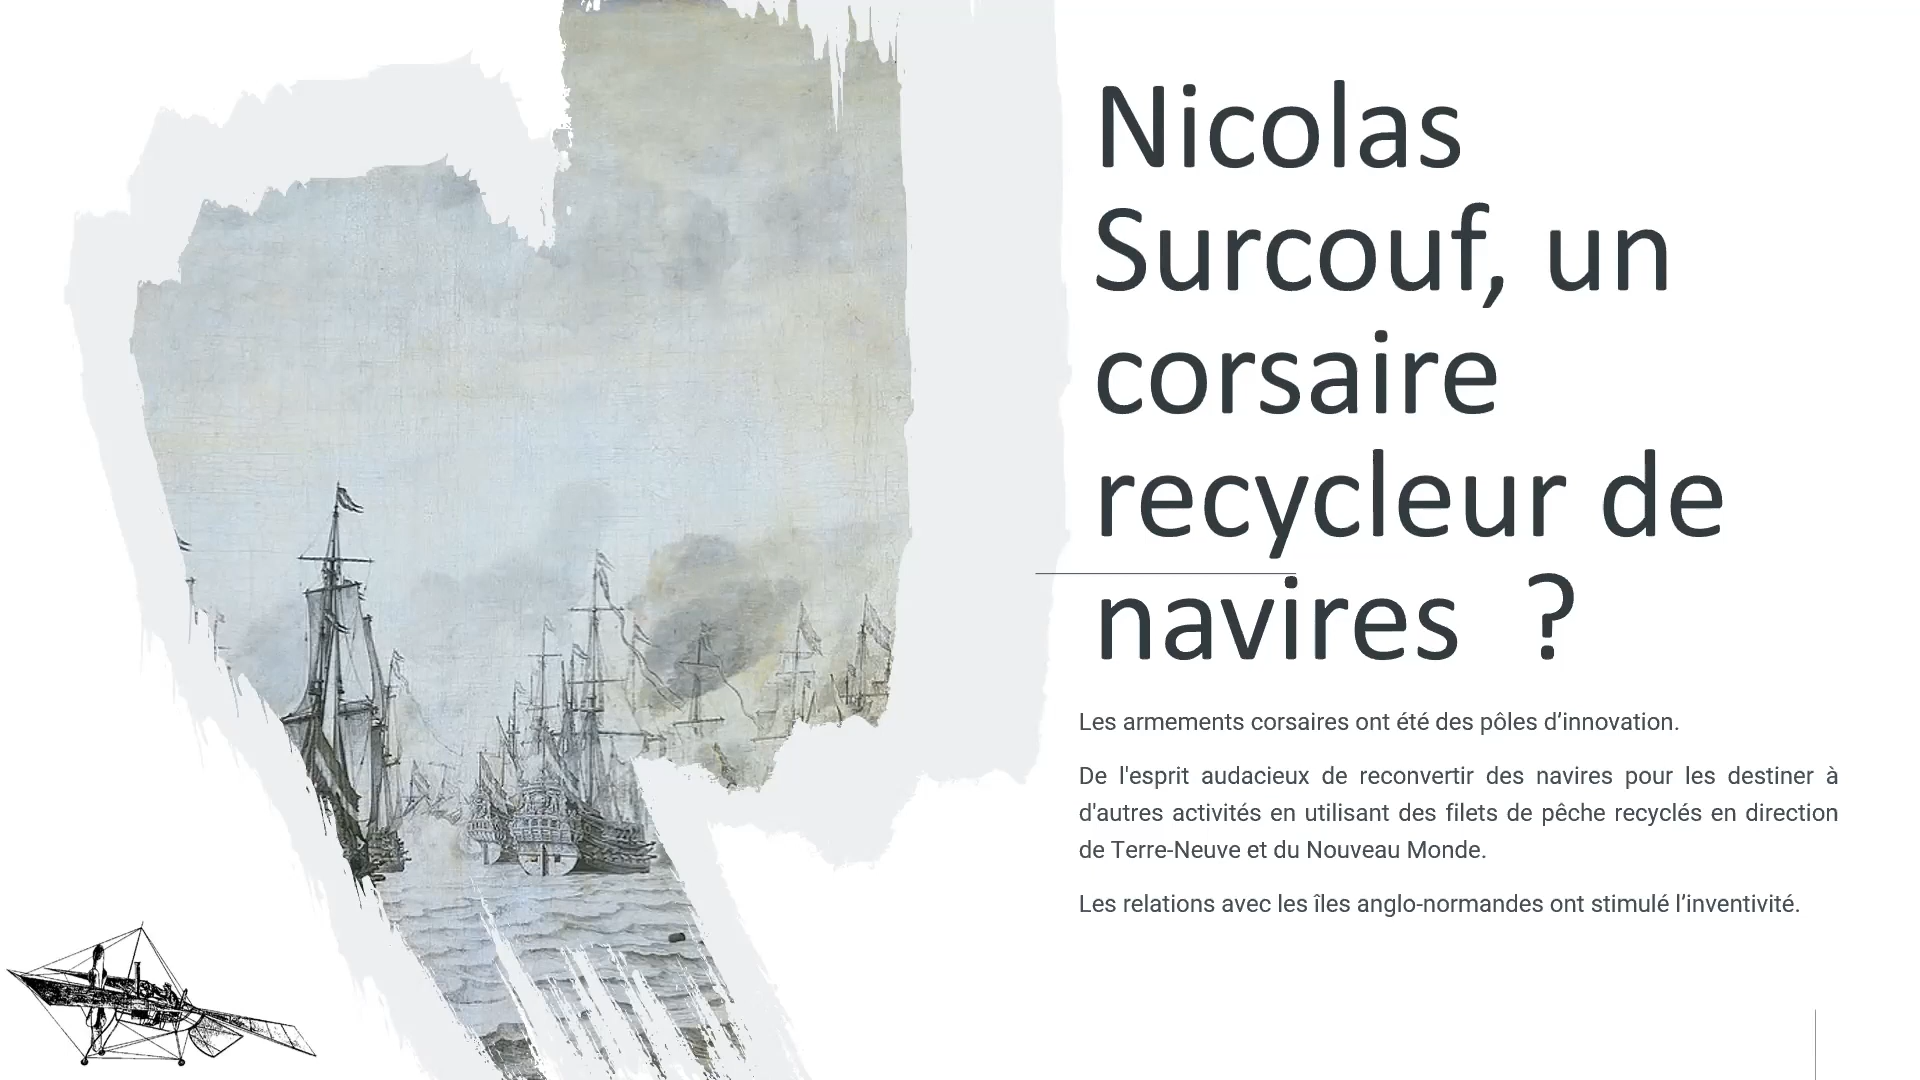 Nicolas
Surcouf, un
corsaire
recycleur de
navires  ?
Les armements corsaires ont été des pôles d’innovation.
De l'esprit audacieux de reconvertir des navires pour les destiner à
d'autres activités en utilisant des filets de pêche recyclés en direction
de Terre-Neuve et du Nouveau Monde.
Les relations avec les îles anglo-normandes ont stimulé l’inventivité.